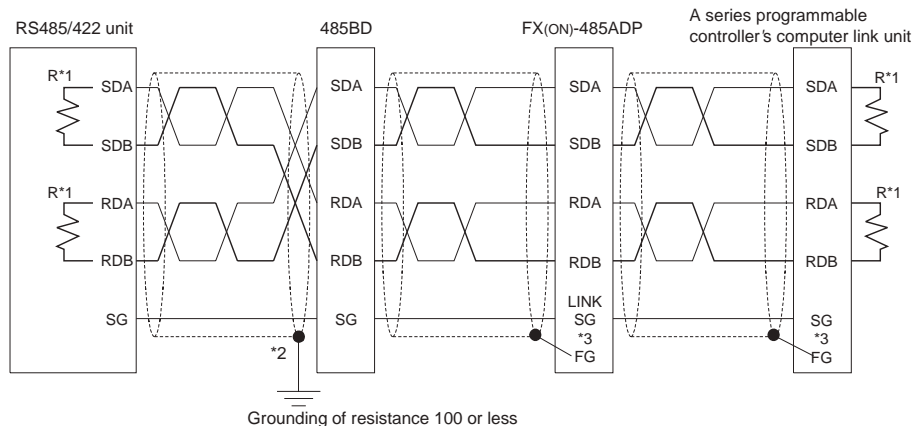 RS485/422 unit
485BD
FX(ON)-485ADP
A series programmable
controller's computer link unit
R*1
SDA
SDA
SDA
SDA
R*1
SDB
SDB
SDB
SDB
R*1
RDA
RDA
RDA
RDA
R*1
RDB
RDB
RDB
RDB
SG
SG
LINK
SG
SG
*2
*3
FG
*3
FG
Grounding of resistance 100 or less